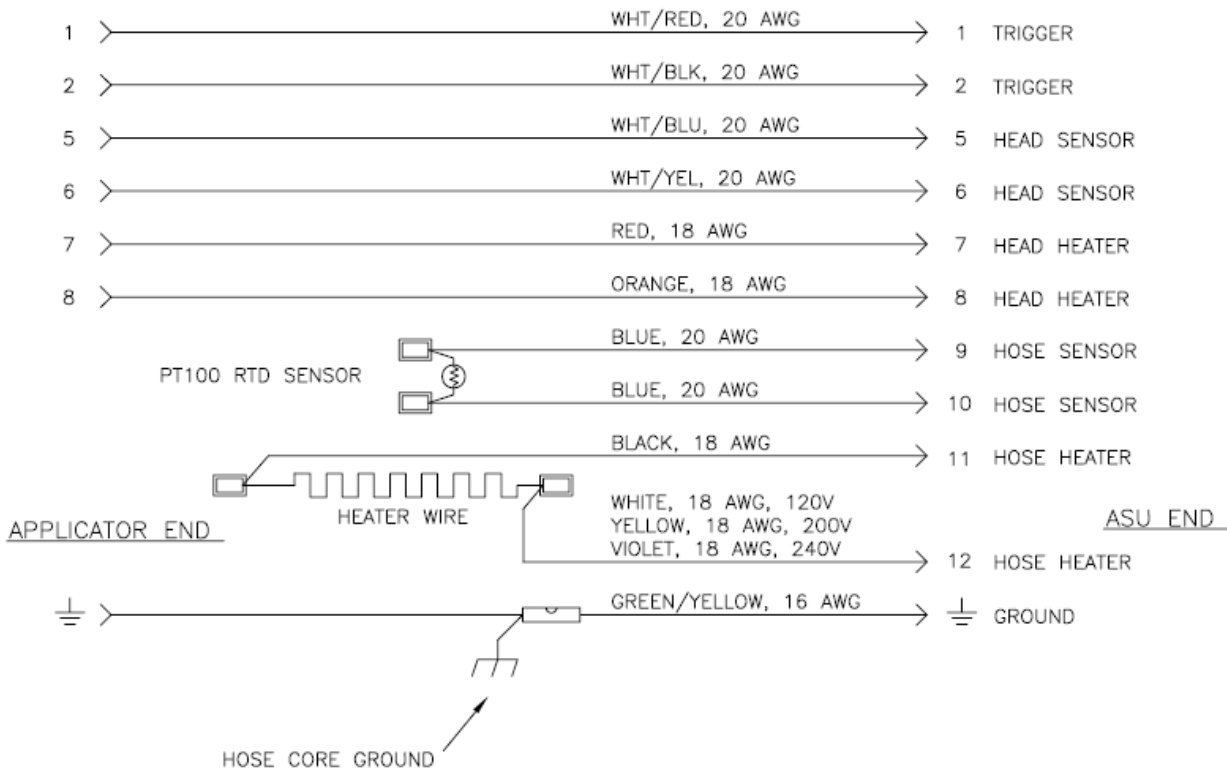 1 WHT/RED, 20 AWG 1 TRIGGER
2 WHT/BLK, 20 AWG 2 TRIGGER
5 WHT/BLU, 20 AWG 5 HEAD SENSOR
6 WHT/YEL, 20 AWG 6 HEAD SENSOR
7 RED, 18 AWG 7 HEAD HEATER
8 ORANGE, 18 AWG 8 HEAD HEATER
BLUE, 20 AWG 9 HOSE SENSOR
PT100 RTD SENSOR
BLUE, 20 AWG 10 HOSE SENSOR
BLACK, 18 AWG 11 HOSE HEATER
HEATER WIRE
WHITE, 18 AWG, 120V
YELLOW, 18 AWG, 200V
VIOLET, 18 AWG, 240V
APPLICATOR END
ASU END
12 HOSE HEATER
GREEN/YELLOW, 16 AWG GROUND
HOSE CORE GROUND